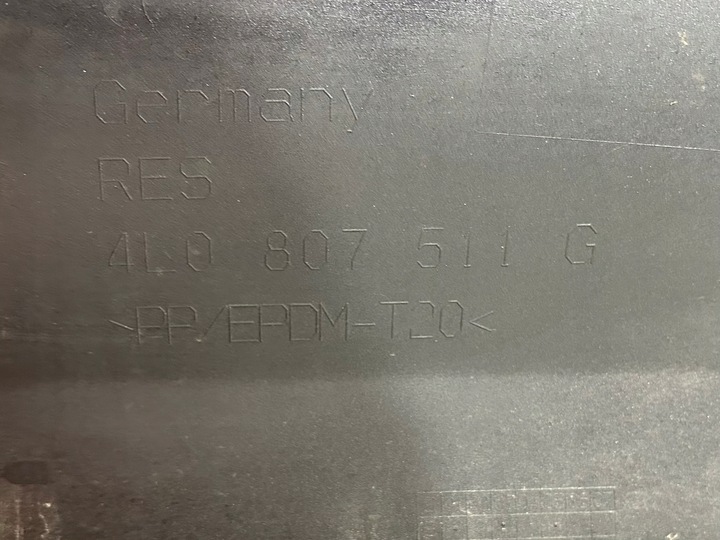 Germany
RES
4L0 807 511 G
>PP/EPDM-T20<